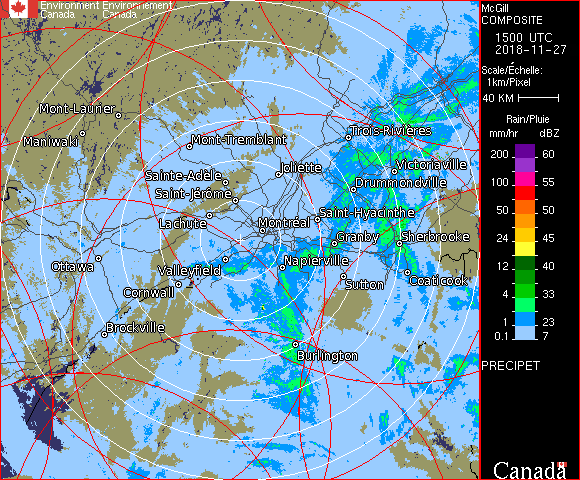 Environment Environnement
Canada Canada
McGill
COMPOSITE
1500 UTC
2018-11-27
Scale/Échelle:
1km/Pixel
40 KM
Rain/Pluie
mm/hr dBZ
200 60
100 55
50 50
24 45
12 40
4 33
1 23
0.1 7
PRECIPET
Canada
Mont-Laurier
Maniwaki
Mont-Tremblant
Trois-Rivières
Joliette
Victoriaville
Sainte-Adèle
Drummondville
Saint-Jérôme
Saint-Hyacinthe
Lachute
Montréal
Granby
Sherbrooke
Ottawa
Valleyfield
Napierville
Coaticook
Cornwall
Sutton
Brockville
Burlington